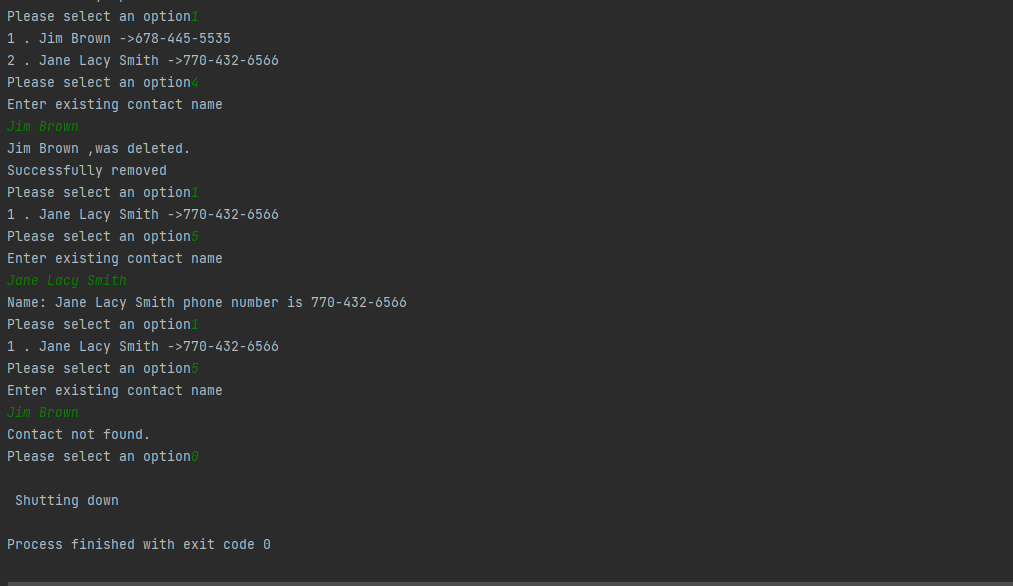 Please select an option1
1 . Jim Brown ->678-445-5535
2 . Jane Lacy Smith ->770-432-6566
Please select an option4
Enter existing contact name
Jim Brown
Jim Brown ,was deleted.
Successfully removed
Please select an option1
1 . Jane Lacy Smith ->770-432-6566
Please select an option5
Enter existing contact name
Jane Lacy Smith
Name: Jane Lacy Smith phone number is 770-432-6566
Please select an option1
1 . Jane Lacy Smith ->770-432-6566
Please select an option5
Enter existing contact name
Jim Brown
Contact not found.
Please select an option0
Shutting down
Process finished with exit code 0